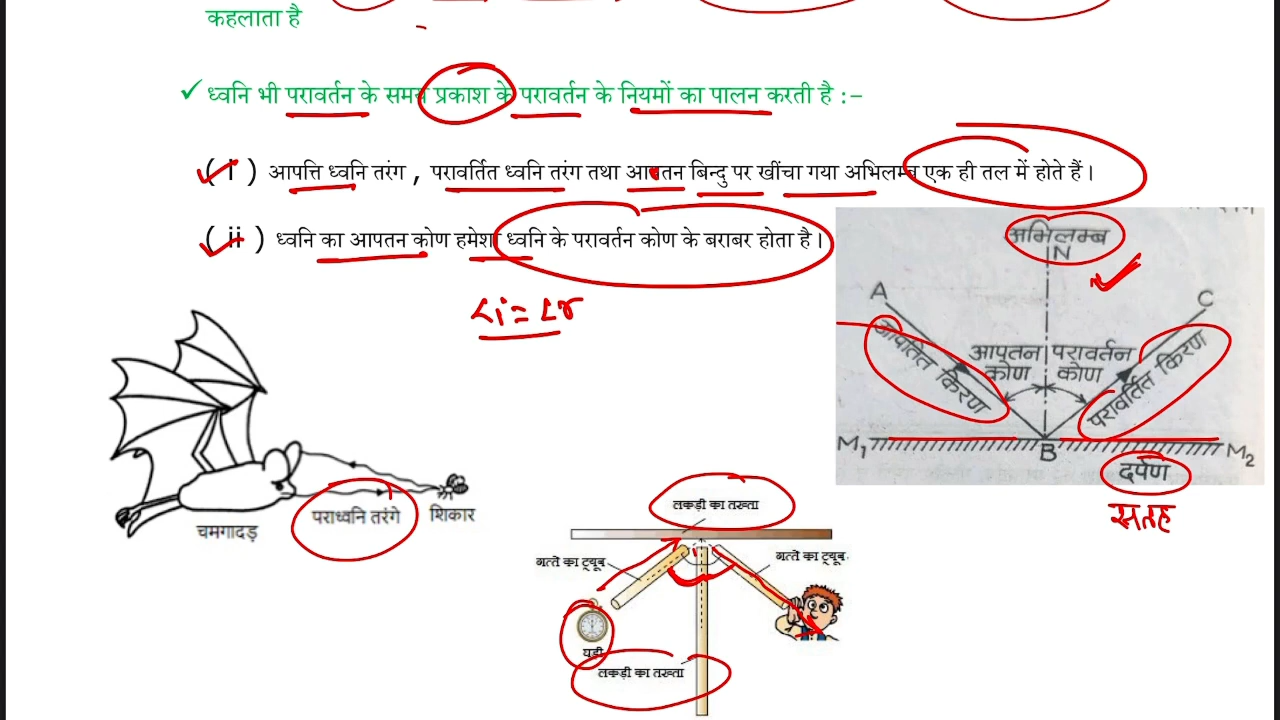 कहलाता है
✓ ध्वनि भी परावर्तन के समय प्रकाश के परावर्तन के नियमों का पालन करती है :–
( i ) आपत्ति ध्वनि तरंग , परावर्तित ध्वनि तरंग तथा आपतन बिन्दु पर खींचा गया अभिलम्ब एक ही तल में होते हैं।
( ii ) ध्वनि का आपतन कोण हमेशा ध्वनि के परावर्तन कोण के बराबर होता है।
∠i = ∠r
अभिलम्ब
N
A
C
आपतित किरण
आपतन कोण
परावर्तन कोण
परावर्तित किरण
M₁
B
M₂
दर्पण
सतह
पराध्वनि तरंगे
शिकार
चमगादड़
लकड़ी का तख्ता
गत्ते का ट्यूब
गत्ते का ट्यूब
घड़ी
लकड़ी का तख्ता